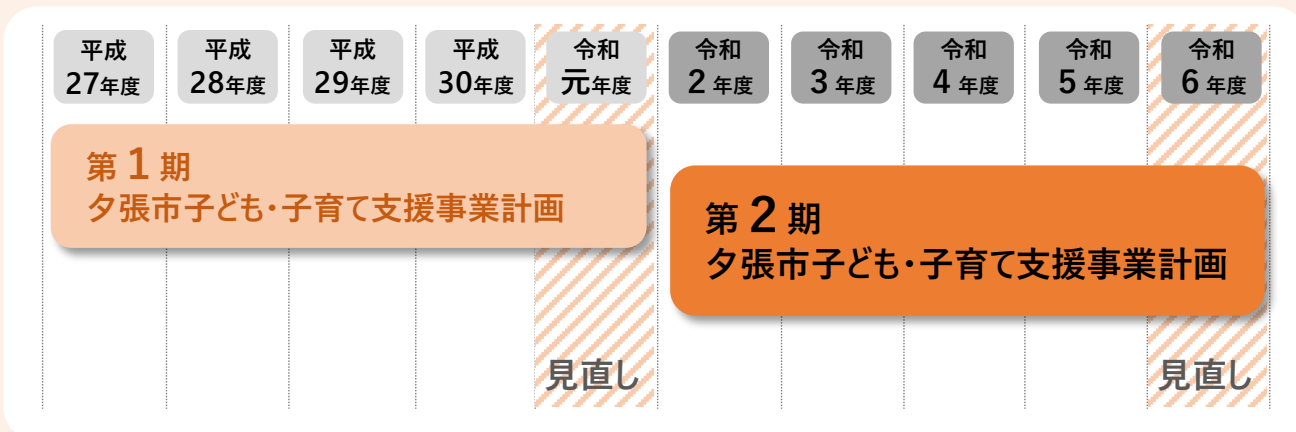 平成
27年度
平成
28年度
平成
29年度
平成
30年度
令和
元年度
令和
2年度
令和
3年度
令和
4年度
令和
5年度
令和
6年度
第1期
夕張市子ども・子育て支援事業計画
第2期
夕張市子ども・子育て支援事業計画
見直し
見直し